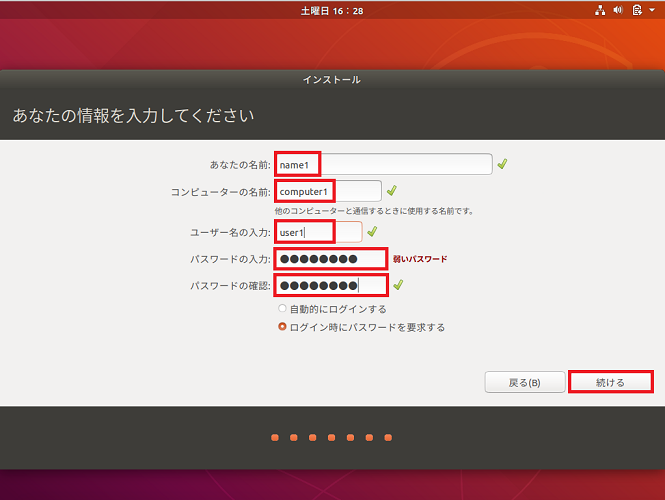 土曜日 16：28
インストール
あなたの情報を入力してください
あなたの名前: name1
コンピューターの名前: computer1
他のコンピューターと通信するときに使用する名前です。
ユーザー名の入力: user1
パスワードの入力: ●●●●●●●● 弱いパスワード
パスワードの確認: ●●●●●●●●
自動的にログインする
ログイン時にパスワードを要求する
戻る(B) 続ける